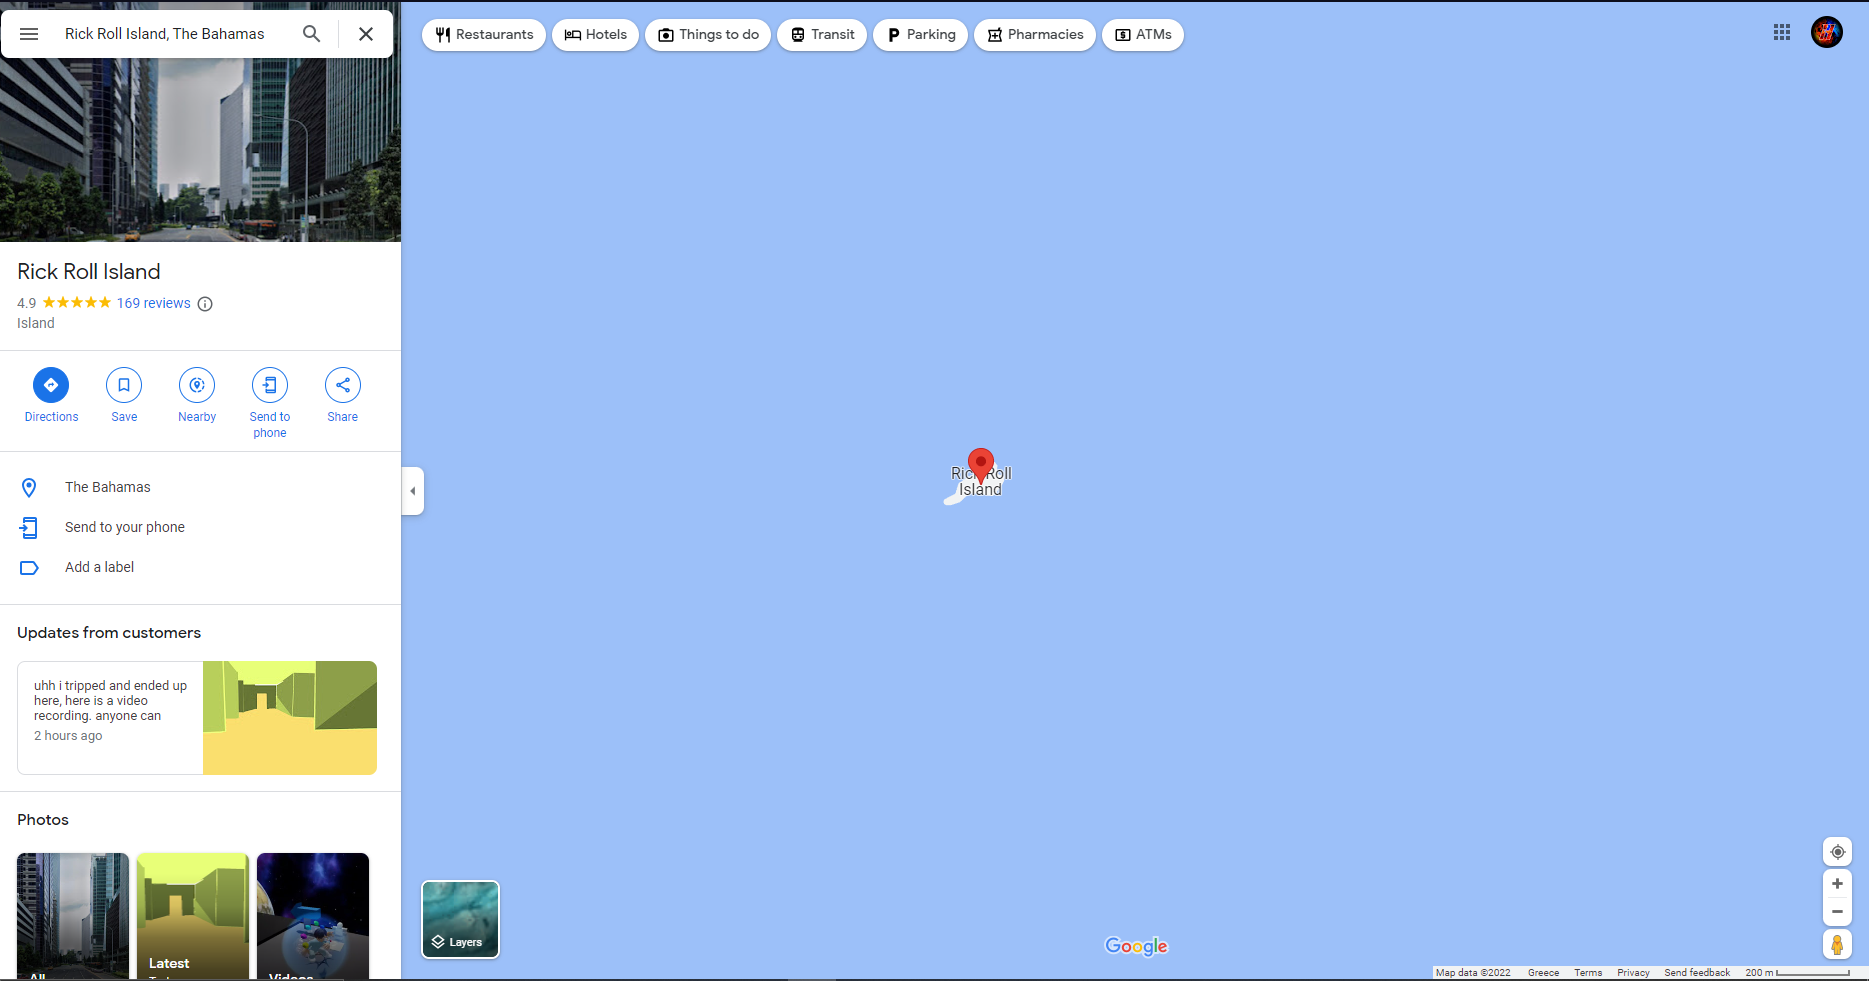 Rick Roll Island, The Bahamas
Restaurants
Hotels
Things to do
Transit
Parking
Pharmacies
ATMs
Rick Roll Island
4.9 169 reviews
Island
Directions
Save
Nearby
Send to
phone
Share
The Bahamas
Send to your phone
Add a label
Updates from customers
uhh i tripped and ended up
here, here is a video
recording. anyone can
2 hours ago
Photos
All
Latest
Videos
Rick Roll
Island
Layers
Google
Map data ©2022 Greece Terms Privacy Send feedback 200 m